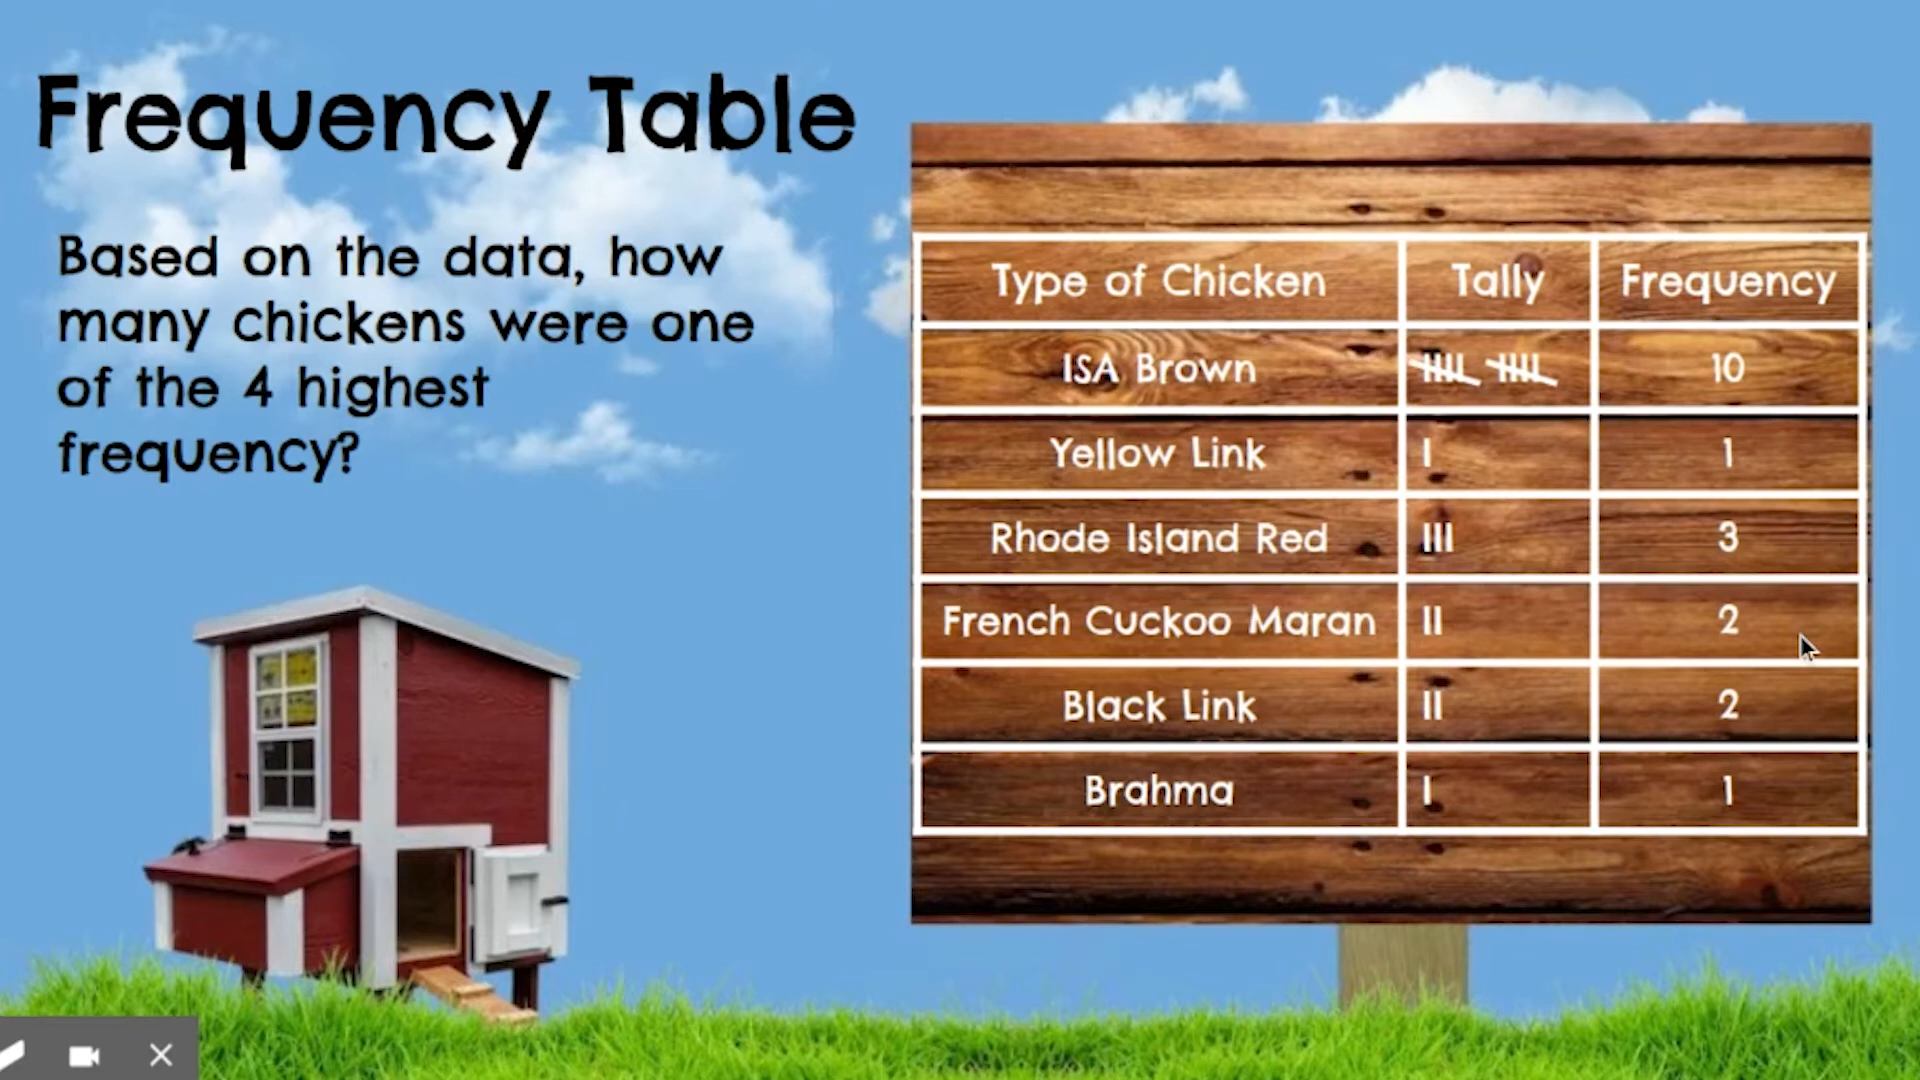 Frequency Table
Based on the data, how
many chickens were one
of the 4 highest
frequency?
Type of Chicken Tally Frequency
ISA Brown 10
Yellow Link I 1
Rhode Island Red III 3
French Cuckoo Maran II 2
Black Link II 2
Brahma I 1